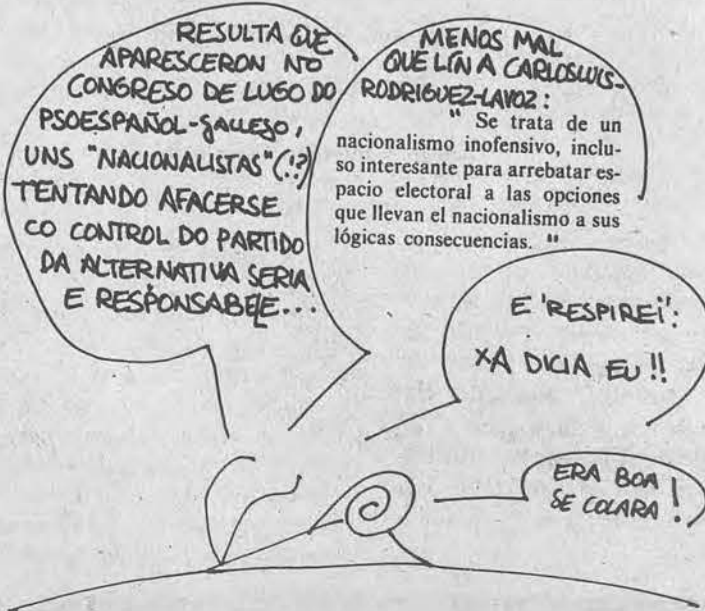 RESULTA QUE
APARESCERON NO
CONGRESO DE LUGO DO
PSOESPAÑOL-GALLEGO,
UNS "NACIONALISTAS" (!?)
TENTANDO AFACERSE
CO CONTROL DO PARTIDO
DA ALTERNATIVA SERIA
E RESPONSABELE...
MENOS MAL
QUE LÍN A CARLOSLUIS-
RODRIGUEZ-LAVOZ:
" Se trata de un
nacionalismo inofensivo, inclu-
so interesante para arrebatar es-
pacio electoral a las opciones
que llevan el nacionalismo a sus
lógicas consecuencias. "
E 'RESPIREI':
XA DICIA EU !!
ERA BOA
SE COLARA !